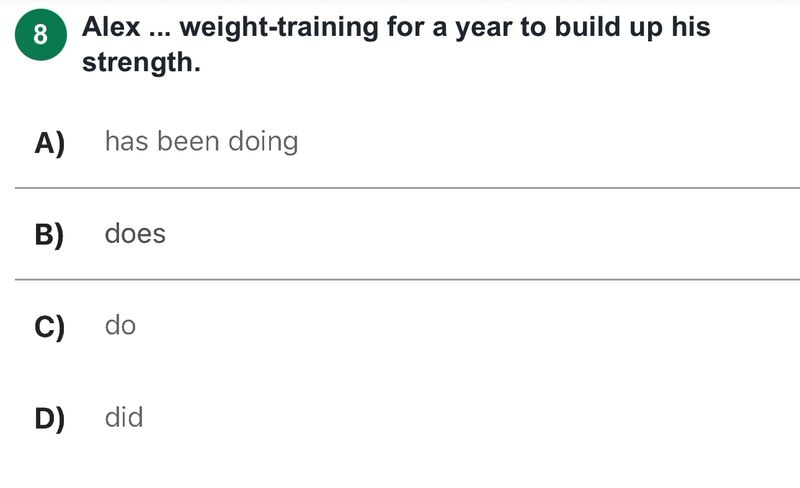 8 Alex ... weight-training for a year to build up his
strength.
A) has been doing
B) does
C) do
D) did